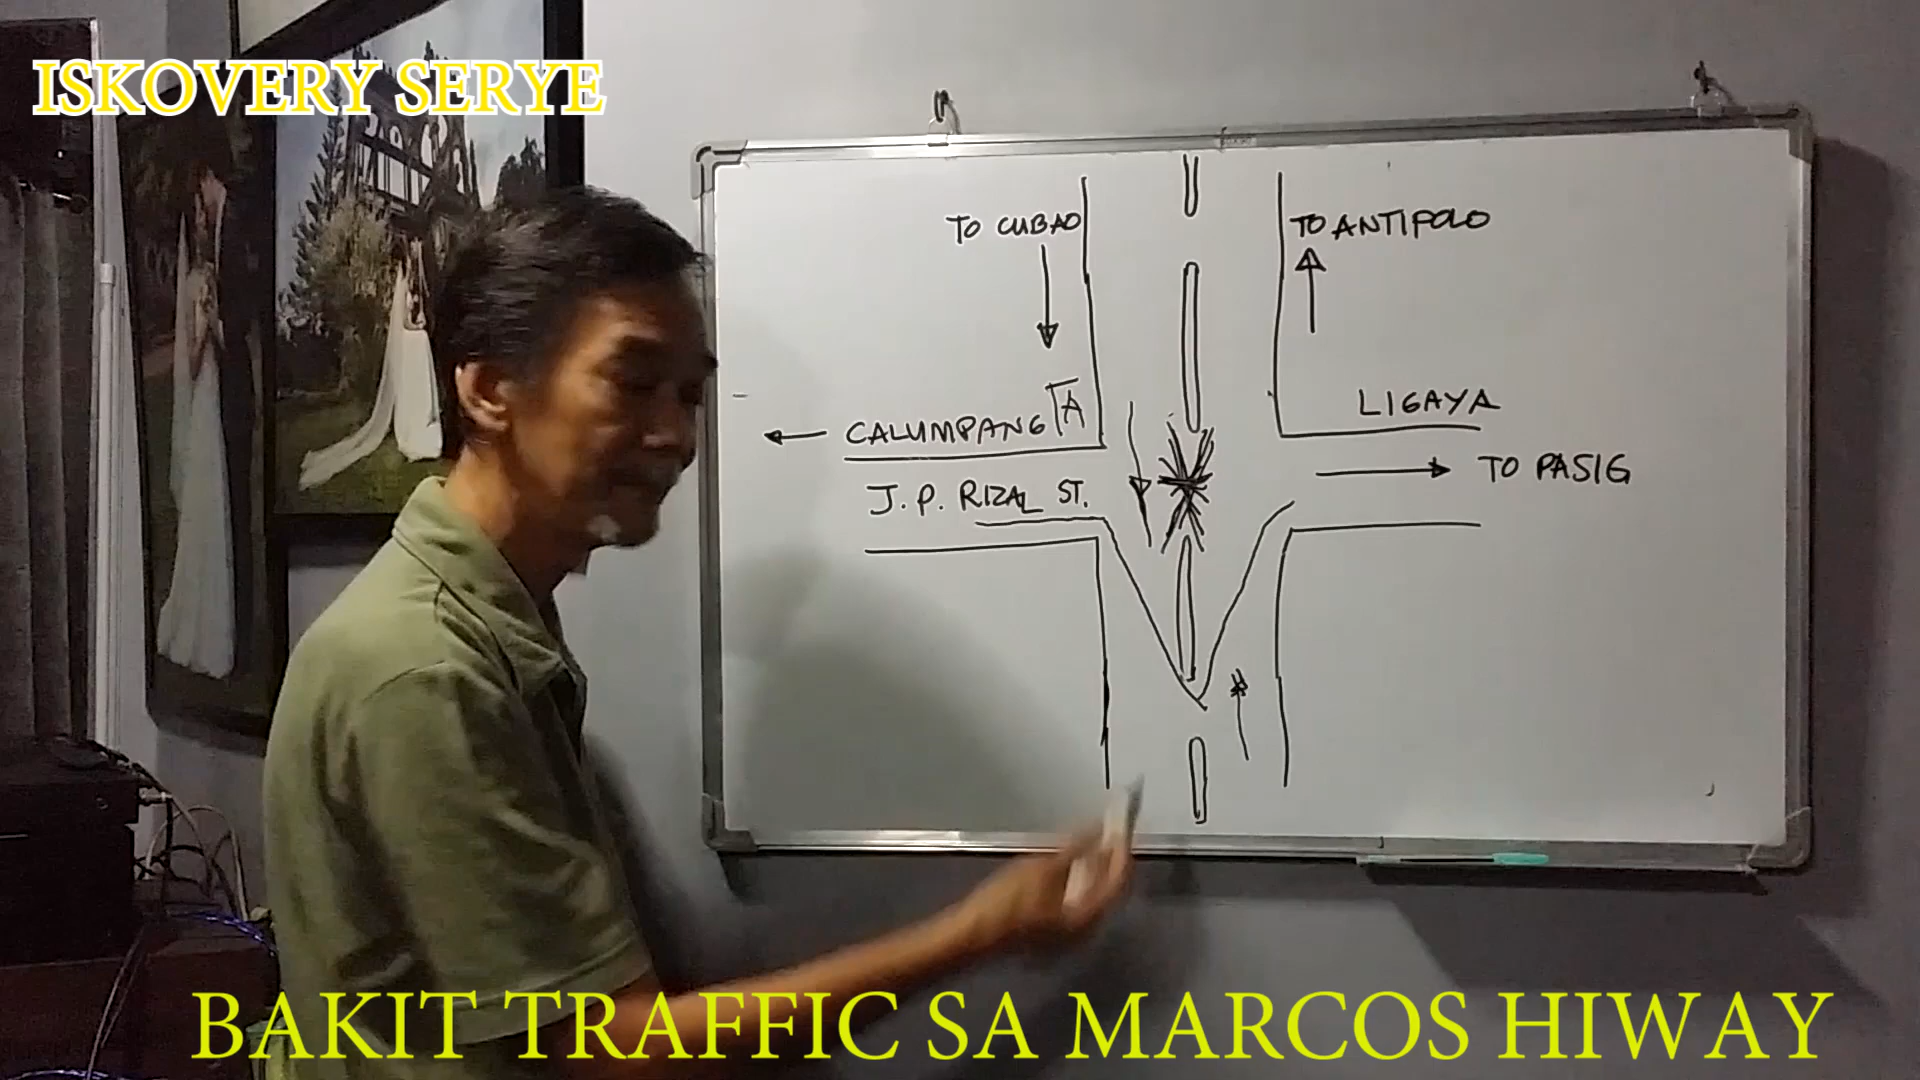 ISKOVERY SERYE
TO CUBAO
TO ANTIPOLO
CALUMPANG
A
LIGAYA
TO PASIG
J.P. RIZAL ST.
BAKIT TRAFFIC SA MARCOS HIWAY